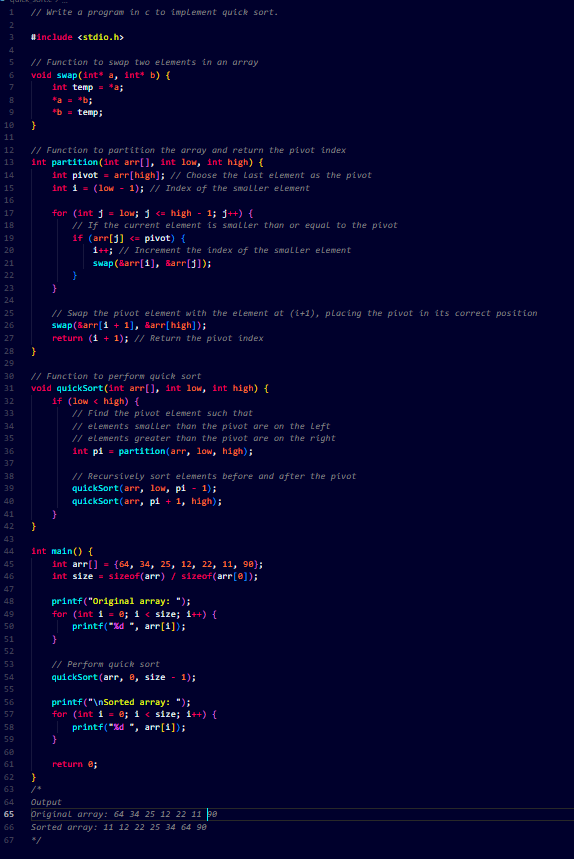 1 // Write a program in c to implement quick sort.
2
3 #include <stdio.h>
4
5 // Function to swap two elements in an array
6 void swap(int* a, int* b) {
7     int temp = *a;
8     *a = *b;
9     *b = temp;
10 }
11
12 // Function to partition the array and return the pivot index
13 int partition(int arr[], int low, int high) {
14     int pivot = arr[high]; // Choose the last element as the pivot
15     int i = (low - 1); // Index of the smaller element
16
17     for (int j = low; j <= high - 1; j++) {
18         // If the current element is smaller than or equal to the pivot
19         if (arr[j] <= pivot) {
20             i++; // Increment the index of the smaller element
21             swap(&arr[i], &arr[j]);
22         }
23     }
24
25     // Swap the pivot element with the element at (i+1), placing the pivot in its correct position
26     swap(&arr[i + 1], &arr[high]);
27     return (i + 1); // Return the pivot index
28 }
29
30 // Function to perform quick sort
31 void quickSort(int arr[], int low, int high) {
32     if (low < high) {
33         // Find the pivot element such that
34         // elements smaller than the pivot are on the left
35         // elements greater than the pivot are on the right
36         int pi = partition(arr, low, high);
37
38         // Recursively sort elements before and after the pivot
39         quickSort(arr, low, pi - 1);
40         quickSort(arr, pi + 1, high);
41     }
42 }
43
44 int main() {
45     int arr[] = {64, 34, 25, 12, 22, 11, 90};
46     int size = sizeof(arr) / sizeof(arr[0]);
47
48     printf("Original array: ");
49     for (int i = 0; i < size; i++) {
50         printf("%d ", arr[i]);
51     }
52
53     // Perform quick sort
54     quickSort(arr, 0, size - 1);
55
56     printf("\nSorted array: ");
57     for (int i = 0; i < size; i++) {
58         printf("%d ", arr[i]);
59     }
60
61     return 0;
62 }
63 /*
64 Output
65 Original array: 64 34 25 12 22 11 90
66 Sorted array: 11 12 22 25 34 64 90
67 */